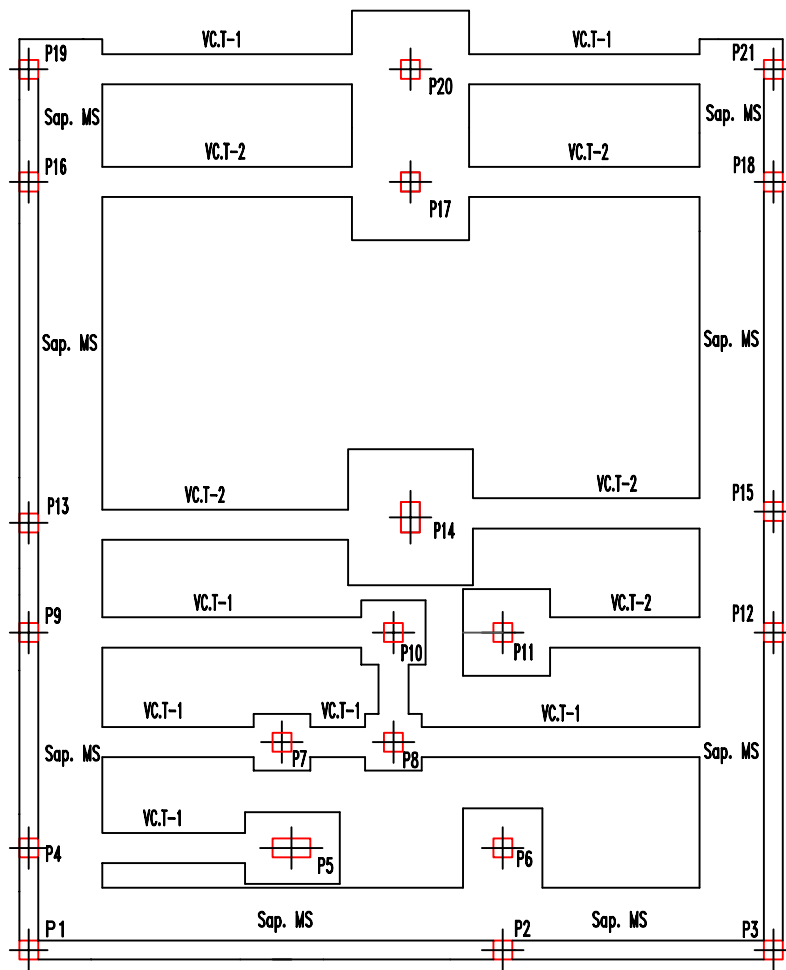 VC.T-1 VC.T-1
P19 P20 P21
Sap. MS Sap. MS
VC.T-2 VC.T-2
P16 P17 P18
Sap. MS Sap. MS
VC.T-2 VC.T-2
P13 P14 P15
VC.T-1 VC.T-2
P9 P10 P11 P12
VC.T-1 VC.T-1 VC.T-1
Sap. MS P7 P8 Sap. MS
VC.T-1
P4 P5 P6
Sap. MS Sap. MS
P1 P2 P3